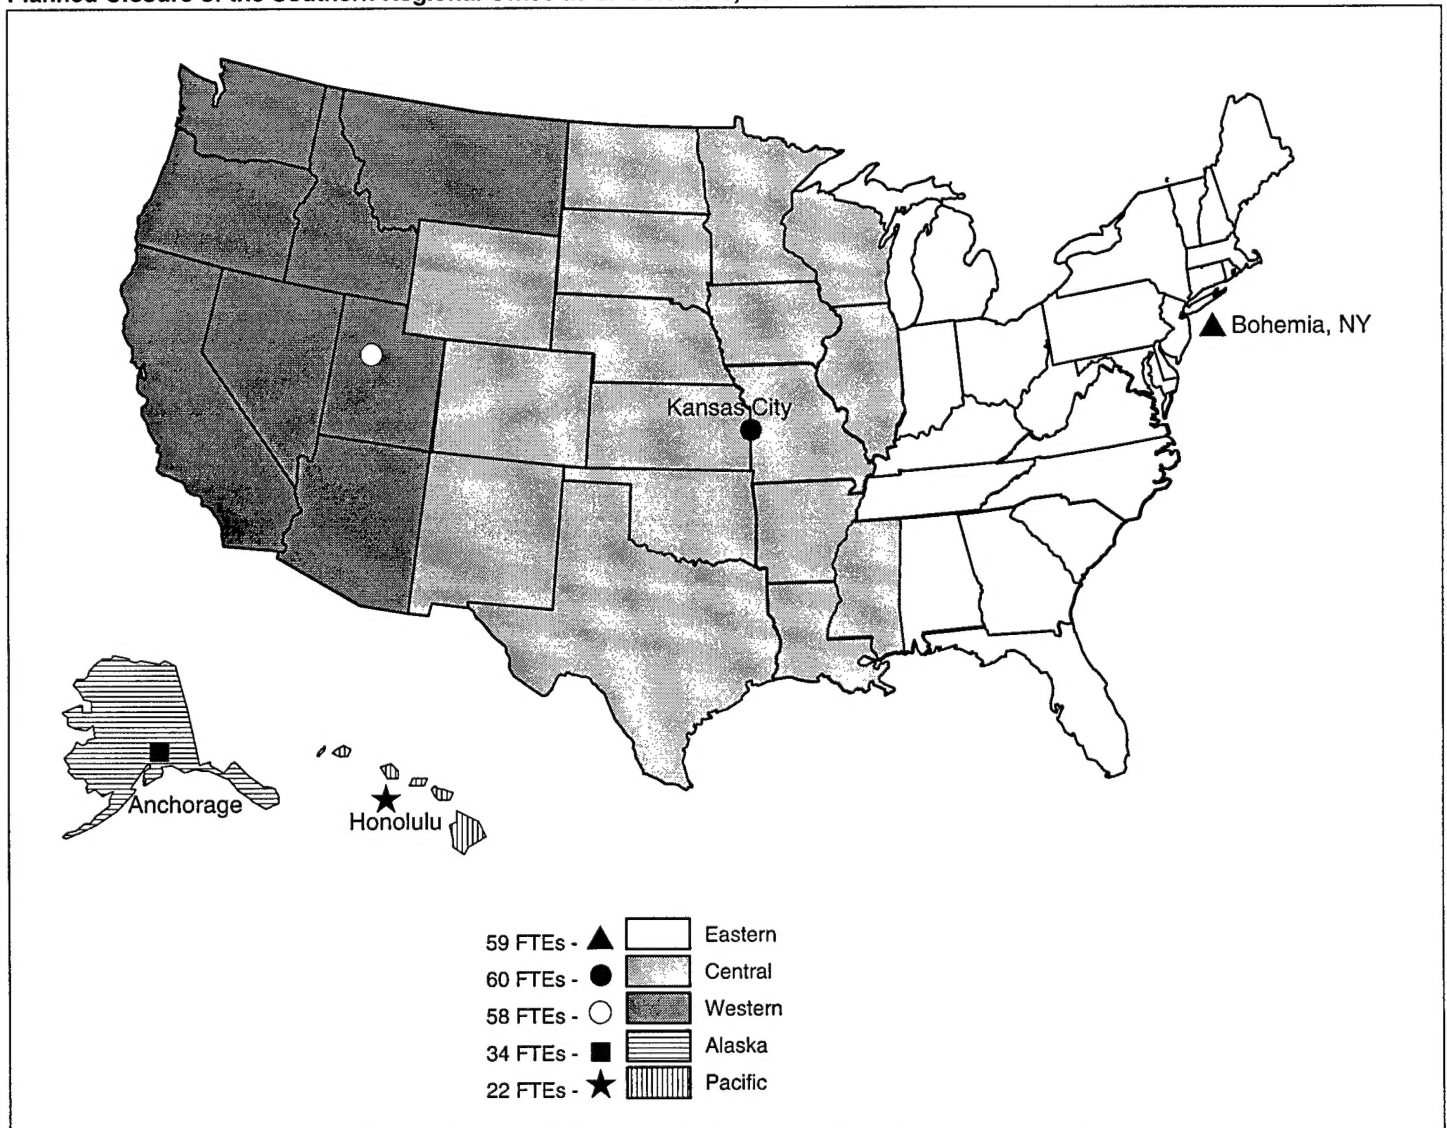 Bohemia, NY
Kansas City
Anchorage
Honolulu
59 FTEs - Eastern
60 FTEs - Central
58 FTEs - Western
34 FTEs - Alaska
22 FTEs - Pacific